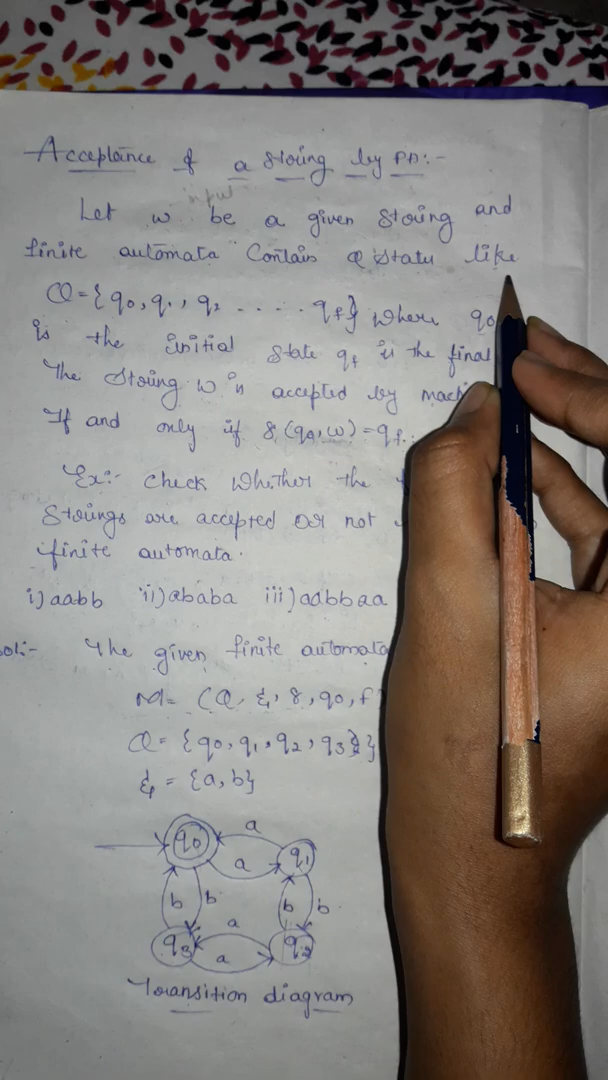 Acceptance of a string by FA:-
input
Let w be a given string and
finite automata Contain Q states like
Q={q0,q1,q2 ..... qf} where q0
is the initial state qf is the final
The string w is accepted by
If and only if δ(q0,w)=qf.
Ex:- check whether the
strings are accepted or not
finite automata.
i)aabb ii)ababa iii)aabbaa
The given finite automata
M= (Q, Σ, δ, q0, f
Q= {q0,q1,q2,q3}}
Σ = {a,b}
a
q0 a q1
b b b b
a
q3 a q2
Transition diagram